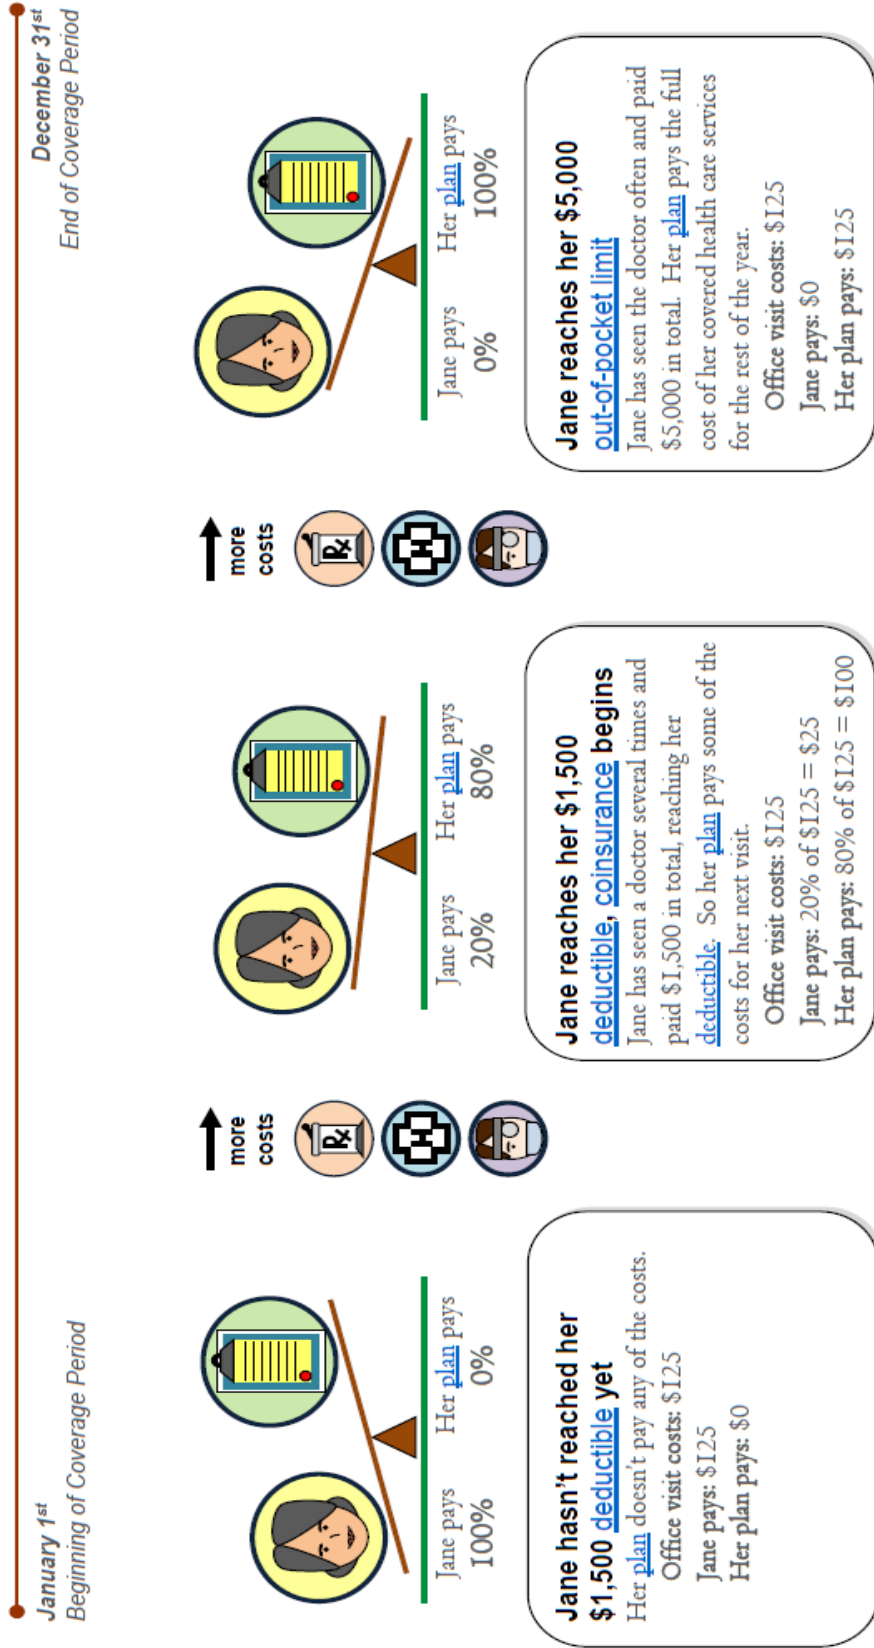 January 1st
Beginning of Coverage Period
December 31st
End of Coverage Period
Jane pays
100%
Her plan pays
0%
more
costs
Rx
H
Jane pays
20%
Her plan pays
80%
more
costs
Rx
H
Jane pays
0%
Her plan pays
100%
Jane hasn't reached her
$1,500 deductible yet
Her plan doesn't pay any of the costs.
Office visit costs: $125
Jane pays: $125
Her plan pays: $0
Jane reaches her $1,500
deductible, coinsurance begins
Jane has seen a doctor several times and
paid $1,500 in total, reaching her
deductible. So her plan pays some of the
costs for her next visit.
Office visit costs: $125
Jane pays: 20% of $125 = $25
Her plan pays: 80% of $125 = $100
Jane reaches her $5,000
out-of-pocket limit
Jane has seen the doctor often and paid
$5,000 in total. Her plan pays the full
cost of her covered health care services
for the rest of the year.
Office visit costs: $125
Jane pays: $0
Her plan pays: $125